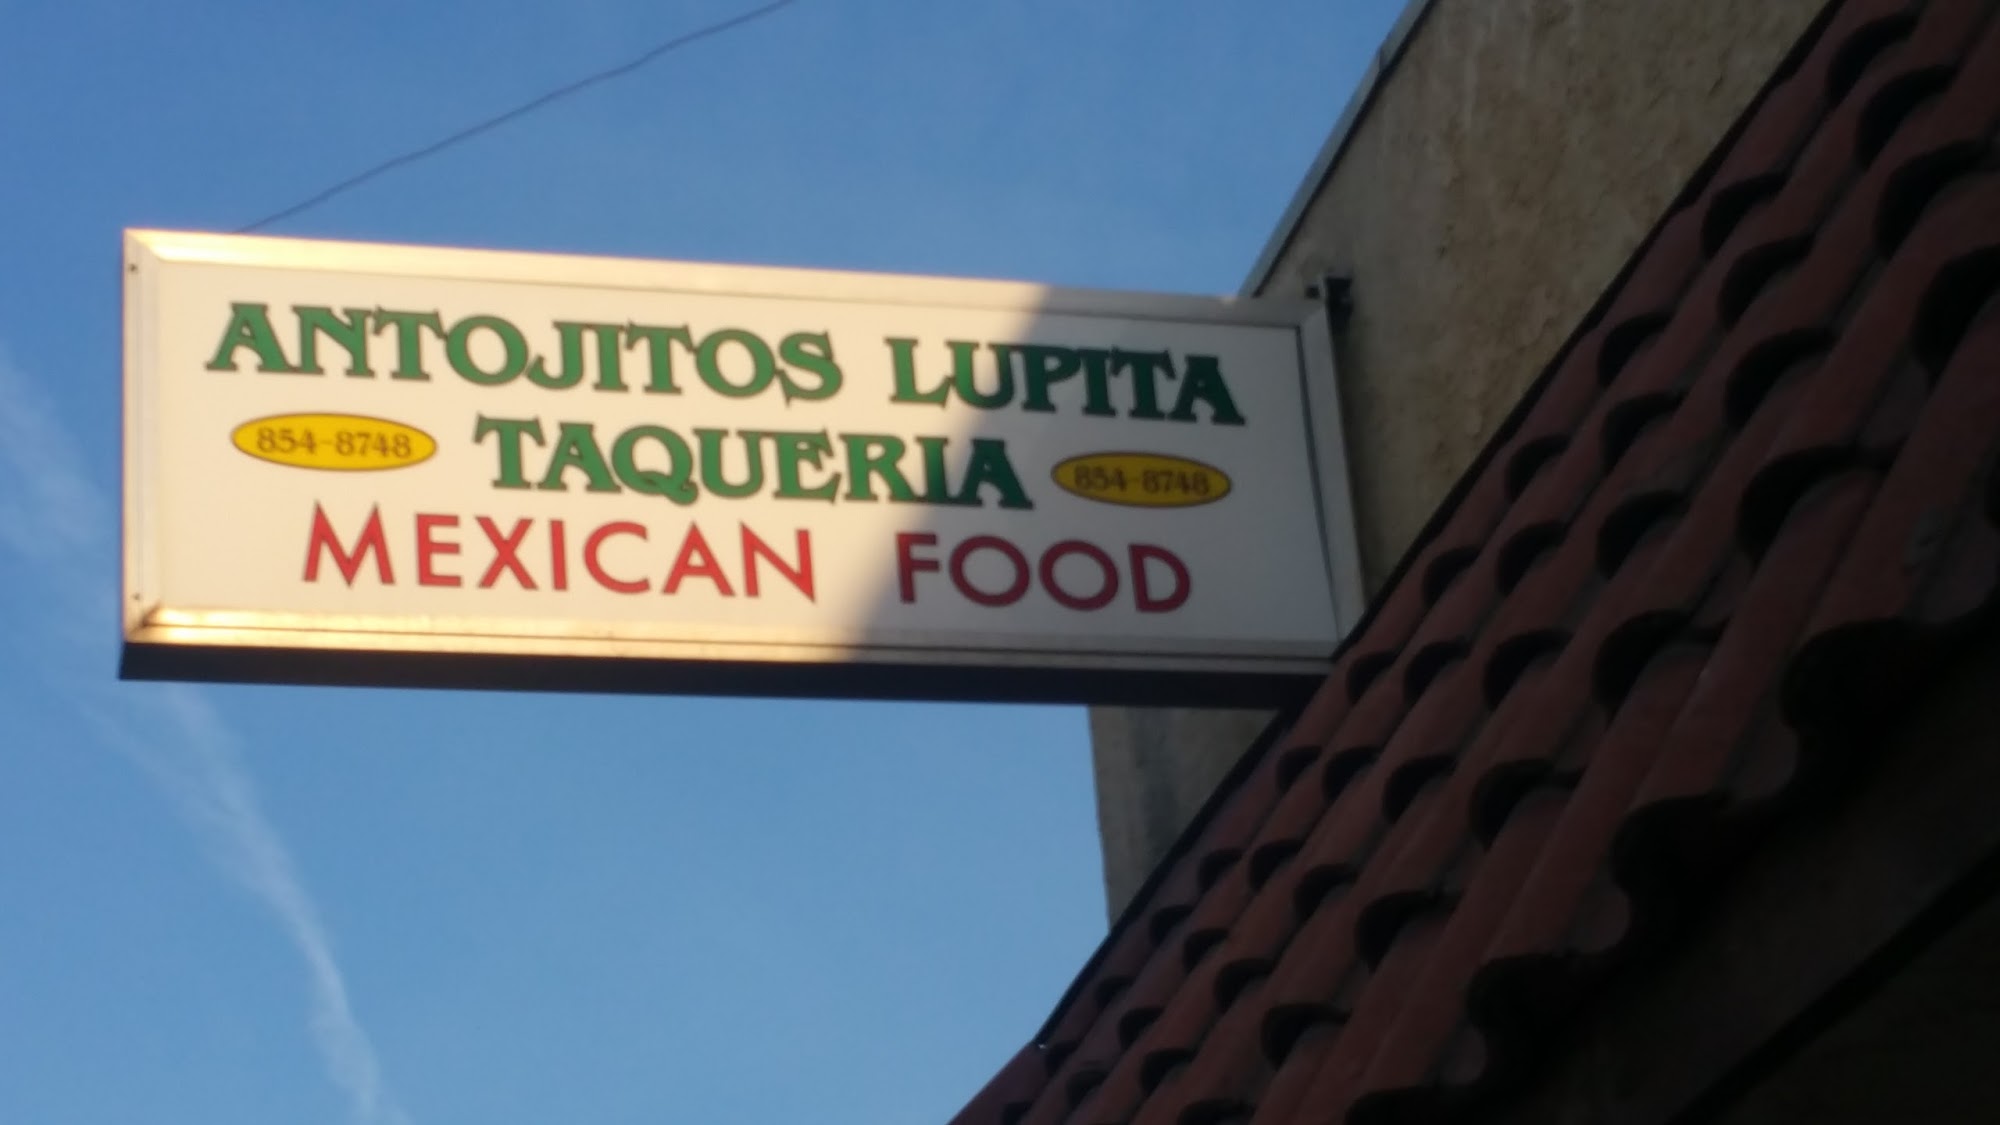 ANTOJITOS LUPITA
854-8748 TAQUERIA 854-8748
MEXICAN FOOD